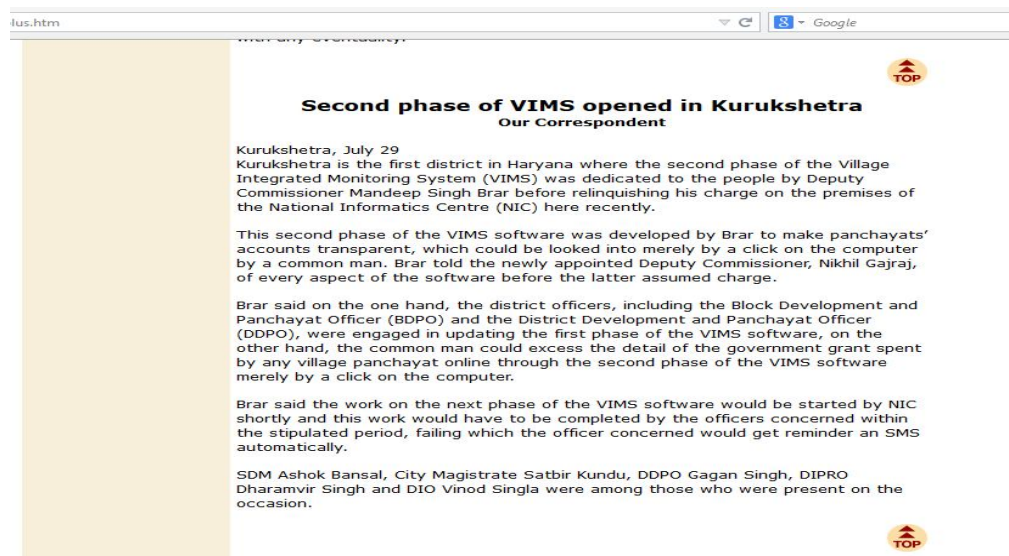 lus.htm
Google
with any eventuality.
TOP
Second phase of VIMS opened in Kurukshetra
Our Correspondent
Kurukshetra, July 29
Kurukshetra is the first district in Haryana where the second phase of the Village
Integrated Monitoring System (VIMS) was dedicated to the people by Deputy
Commissioner Mandeep Singh Brar before relinquishing his charge on the premises of
the National Informatics Centre (NIC) here recently.
This second phase of the VIMS software was developed by Brar to make panchayats’
accounts transparent, which could be looked into merely by a click on the computer
by a common man. Brar told the newly appointed Deputy Commissioner, Nikhil Gajraj,
of every aspect of the software before the latter assumed charge.
Brar said on the one hand, the district officers, including the Block Development and
Panchayat Officer (BDPO) and the District Development and Panchayat Officer
(DDPO), were engaged in updating the first phase of the VIMS software, on the
other hand, the common man could excess the detail of the government grant spent
by any village panchayat online through the second phase of the VIMS software
merely by a click on the computer.
Brar said the work on the next phase of the VIMS software would be started by NIC
shortly and this work would have to be completed by the officers concerned within
the stipulated period, failing which the officer concerned would get reminder an SMS
automatically.
SDM Ashok Bansal, City Magistrate Satbir Kundu, DDPO Gagan Singh, DIPRO
Dharamvir Singh and DIO Vinod Singla were among those who were present on the
occasion.
TOP